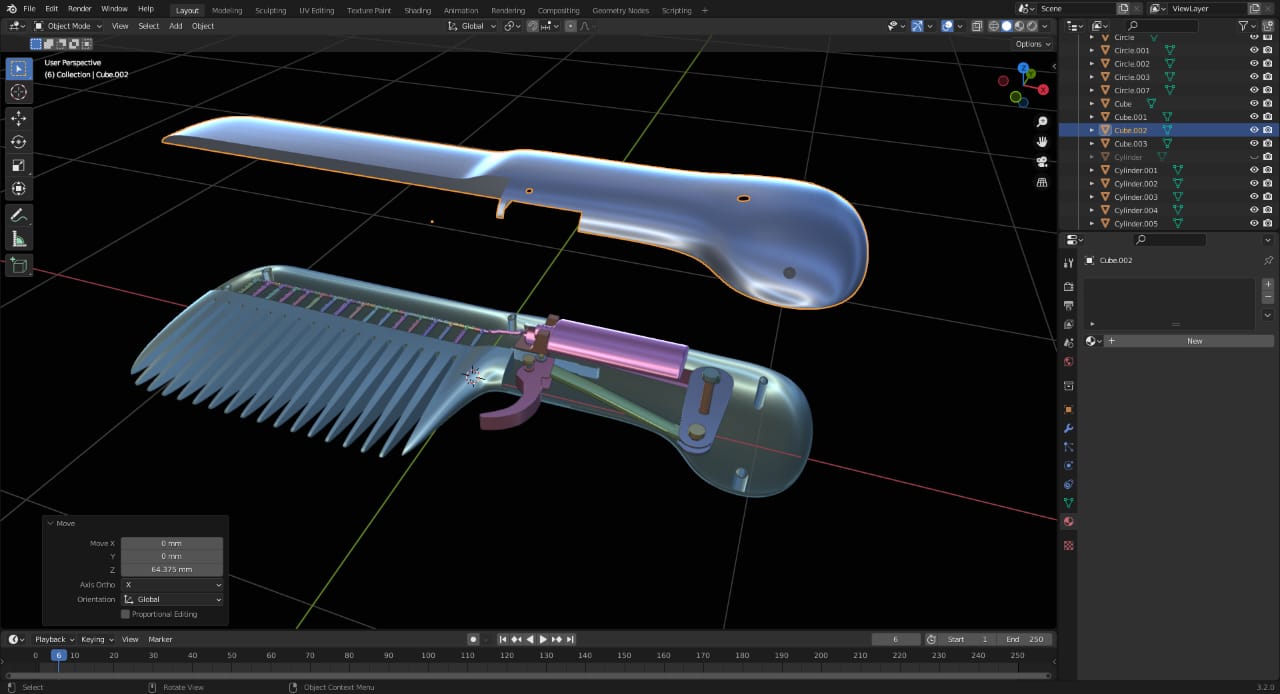 File Edit Render Window Help Layout Modeling Sculpting UV Editing Texture Paint Shading Animation Rendering Compositing Geometry Nodes Scripting + Scene ViewLayer
Object Mode View Select Add Object Global
Options
User Perspective
(6) Collection | Cube.002
Z
Y
X
Circle
Circle.001
Circle.002
Circle.003
Circle.007
Cube
Cube.001
Cube.002
Cube.003
Cylinder
Cylinder.001
Cylinder.002
Cylinder.003
Cylinder.004
Cylinder.005
Cube.002
+
−
+ New
Move
Move X 0 mm
Y 0 mm
Z 64.375 mm
Axis Ortho X
Orientation Global
Proportional Editing
Playback Keying View Marker 6 Start 1 End 250
0 6 10 20 30 40 50 60 70 80 90 100 110 120 130 140 150 160 170 180 190 200 210 220 230 240 250
Select Rotate View Object Context Menu 3.2.0